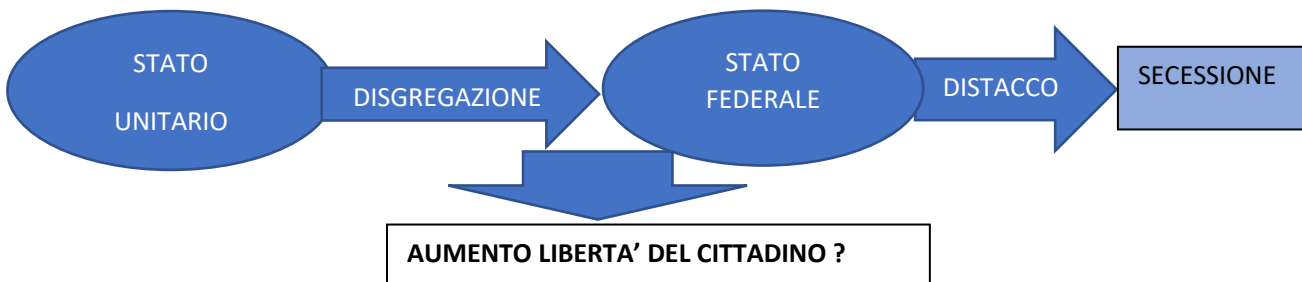 STATO
UNITARIO
DISGREGAZIONE
STATO
FEDERALE
DISTACCO
SECESSIONE
AUMENTO LIBERTA’ DEL CITTADINO ?